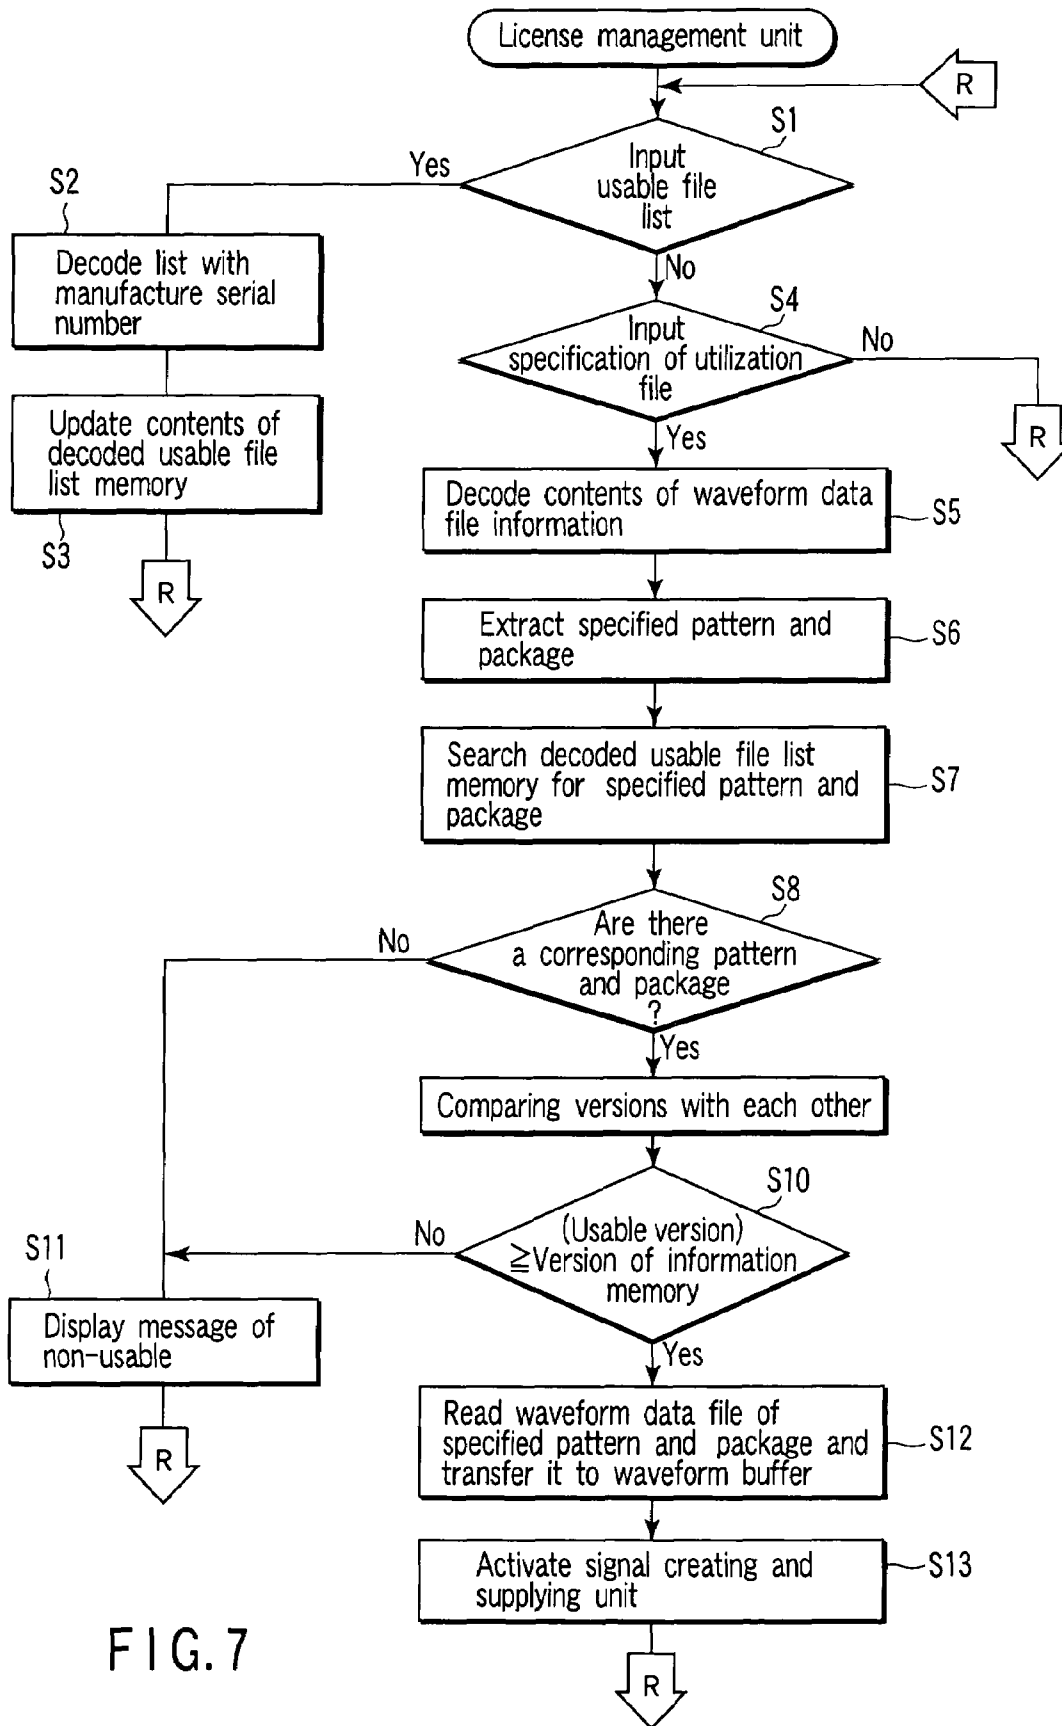 License management unit
R
S1
Yes
Input
usable file
list
S2
Decode list with
manufacture serial
number
No
S4
Input
specification of utilization
file
No
R
Update contents of
decoded usable file
list memory
S3
R
Yes
Decode contents of waveform data
file information
S5
Extract specified pattern and
package
S6
Search decoded usable file list
memory for specified pattern and
package
S7
S8
Are there
a corresponding pattern
and package
?
No
Yes
Comparing versions with each other
S10
(Usable version)
≧Version of information
memory
No
S11
Display message of
non-usable
R
Yes
Read waveform data file of
specified pattern and package and
transfer it to waveform buffer
S12
Activate signal creating and
supplying unit
S13
R
FIG. 7